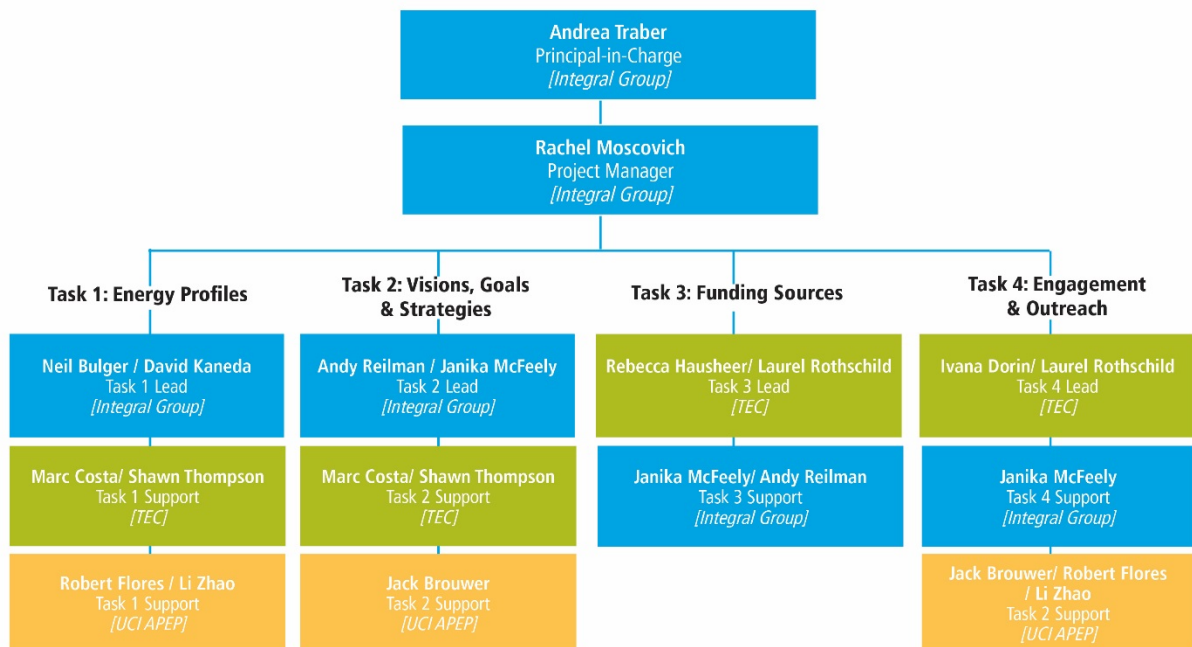 Andrea Traber
Principal-in-Charge
[Integral Group]
Rachel Moscovich
Project Manager
[Integral Group]
Task 1: Energy Profiles
Neil Bulger / David Kaneda
Task 1 Lead
[Integral Group]
Marc Costa/ Shawn Thompson
Task 1 Support
[TEC]
Robert Flores / Li Zhao
Task 1 Support
[UCI APEP]
Task 2: Visions, Goals
& Strategies
Andy Reilman / Janika McFeely
Task 2 Lead
[Integral Group]
Marc Costa/ Shawn Thompson
Task 2 Support
[TEC]
Jack Brouwer
Task 2 Support
[UCI APEP]
Task 3: Funding Sources
Rebecca Hausheer/ Laurel Rothschild
Task 3 Lead
[TEC]
Janika McFeely/ Andy Reilman
Task 3 Support
[Integral Group]
Task 4: Engagement
& Outreach
Ivana Dorin/ Laurel Rothschild
Task 4 Lead
[TEC]
Janika McFeely
Task 4 Support
[Integral Group]
Jack Brouwer/ Robert Flores
/ Li Zhao
Task 2 Support
[UCI APEP]